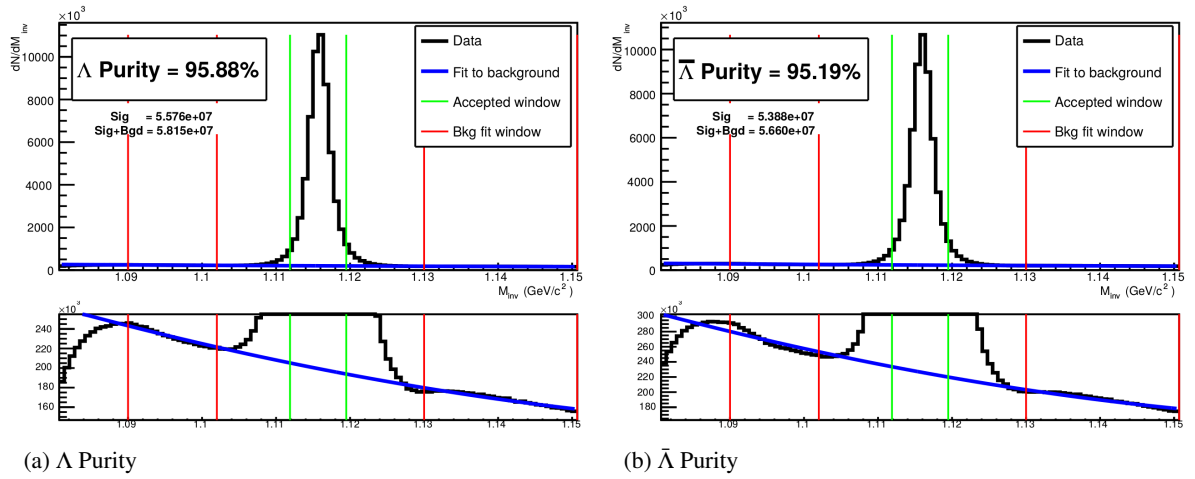 ×10³
dN/dM inv
10000
8000
6000
4000
2000
0
Λ Purity = 95.88%
Sig = 5.576e+07
Sig+Bgd = 5.815e+07
Data
Fit to background
Accepted window
Bkg fit window
1.09 1.1 1.11 1.12 1.13 1.14 1.15
M inv (GeV/c²)
×10³
240
220
200
180
160
1.09 1.1 1.11 1.12 1.13 1.14 1.15
(a) Λ Purity
×10³
dN/dM inv
10000
8000
6000
4000
2000
0
Λ̅ Purity = 95.19%
Sig = 5.388e+07
Sig+Bgd = 5.660e+07
Data
Fit to background
Accepted window
Bkg fit window
1.09 1.1 1.11 1.12 1.13 1.14 1.15
M inv (GeV/c²)
×10³
300
280
260
240
220
200
180
1.09 1.1 1.11 1.12 1.13 1.14 1.15
(b) Λ̄ Purity